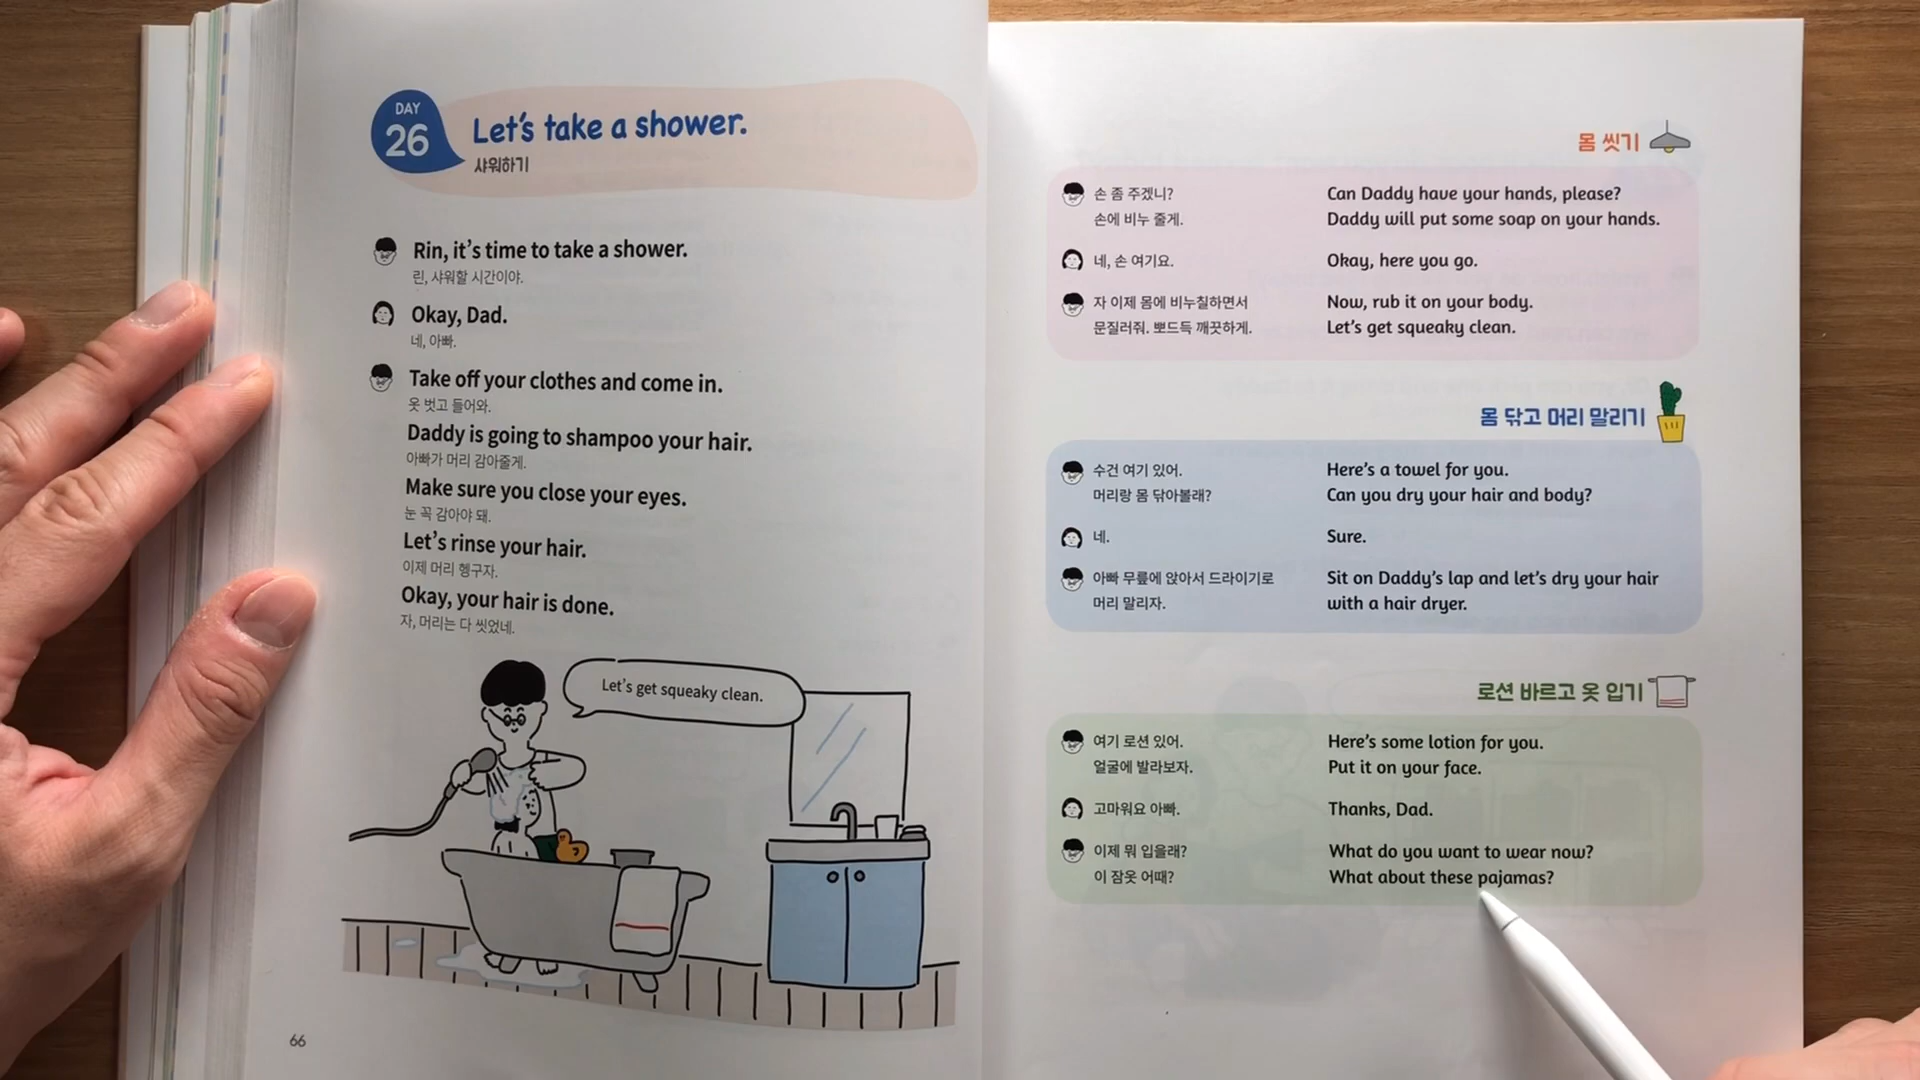 DAY
26
Let's take a shower.
샤워하기
Rin, it's time to take a shower.
린, 샤워할 시간이야.
Okay, Dad.
네, 아빠.
Take off your clothes and come in.
옷 벗고 들어와.
Daddy is going to shampoo your hair.
아빠가 머리 감아줄게.
Make sure you close your eyes.
눈 꼭 감아야 돼.
Let's rinse your hair.
이제 머리 헹구자.
Okay, your hair is done.
자, 머리는 다 씻었네.
Let's get squeaky clean.
66
몸 씻기
손 좀 주겠니? Can Daddy have your hands, please?
손에 비누 줄게. Daddy will put some soap on your hands.
네, 손 여기요. Okay, here you go.
자 이제 몸에 비누칠하면서 Now, rub it on your body.
문질러줘. 뽀드득 깨끗하게. Let's get squeaky clean.
몸 닦고 머리 말리기
수건 여기 있어. Here's a towel for you.
머리랑 몸 닦아볼래? Can you dry your hair and body?
네. Sure.
아빠 무릎에 앉아서 드라이기로 Sit on Daddy's lap and let's dry your hair
머리 말리자. with a hair dryer.
로션 바르고 옷 입기
여기 로션 있어. Here's some lotion for you.
얼굴에 발라보자. Put it on your face.
고마워요 아빠. Thanks, Dad.
이제 뭐 입을래? What do you want to wear now?
이 잠옷 어때? What about these pajamas?